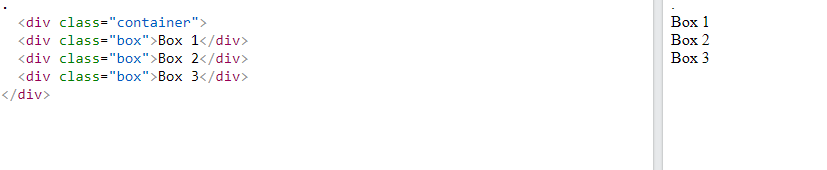 .
<div class="container">
<div class="box">Box 1</div>
<div class="box">Box 2</div>
<div class="box">Box 3</div>
</div>
.
Box 1
Box 2
Box 3